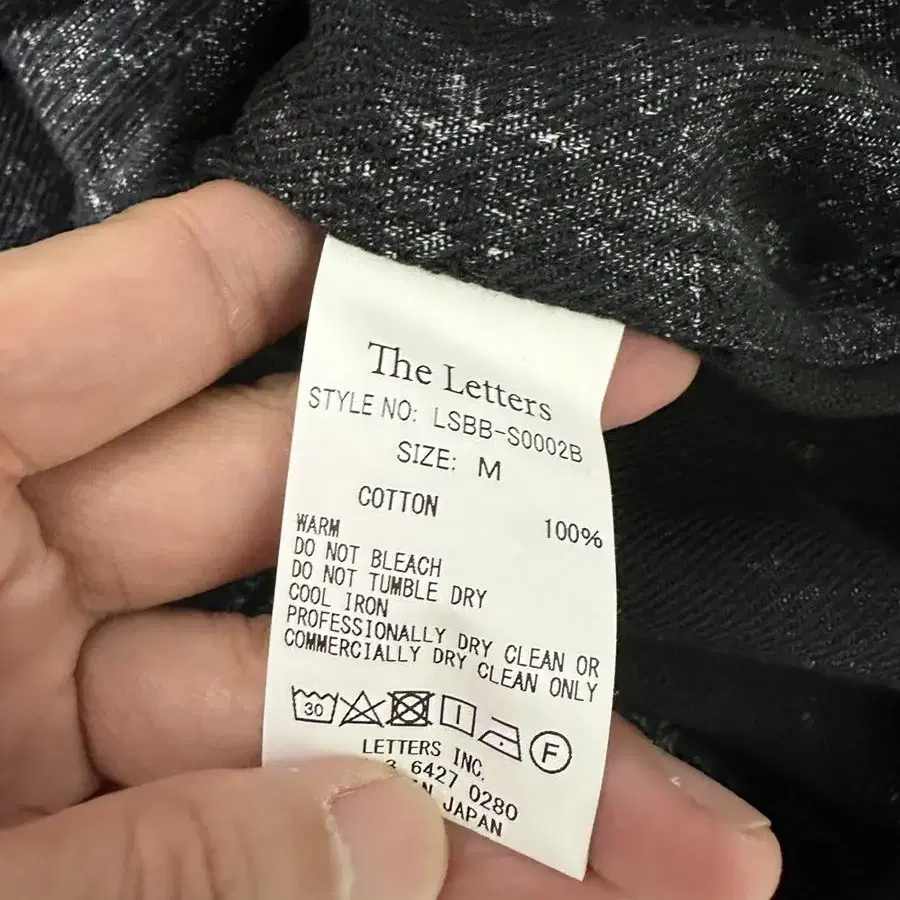 The Letters
STYLE NO: LSBB-S0002B
SIZE: M
COTTON 100%
WARM
DO NOT BLEACH
DO NOT TUMBLE DRY
COOL IRON
PROFESSIONALLY DRY CLEAN OR
COMMERCIALLY DRY CLEAN ONLY
30 F
LETTERS INC.
3 6427 0280
JAPAN